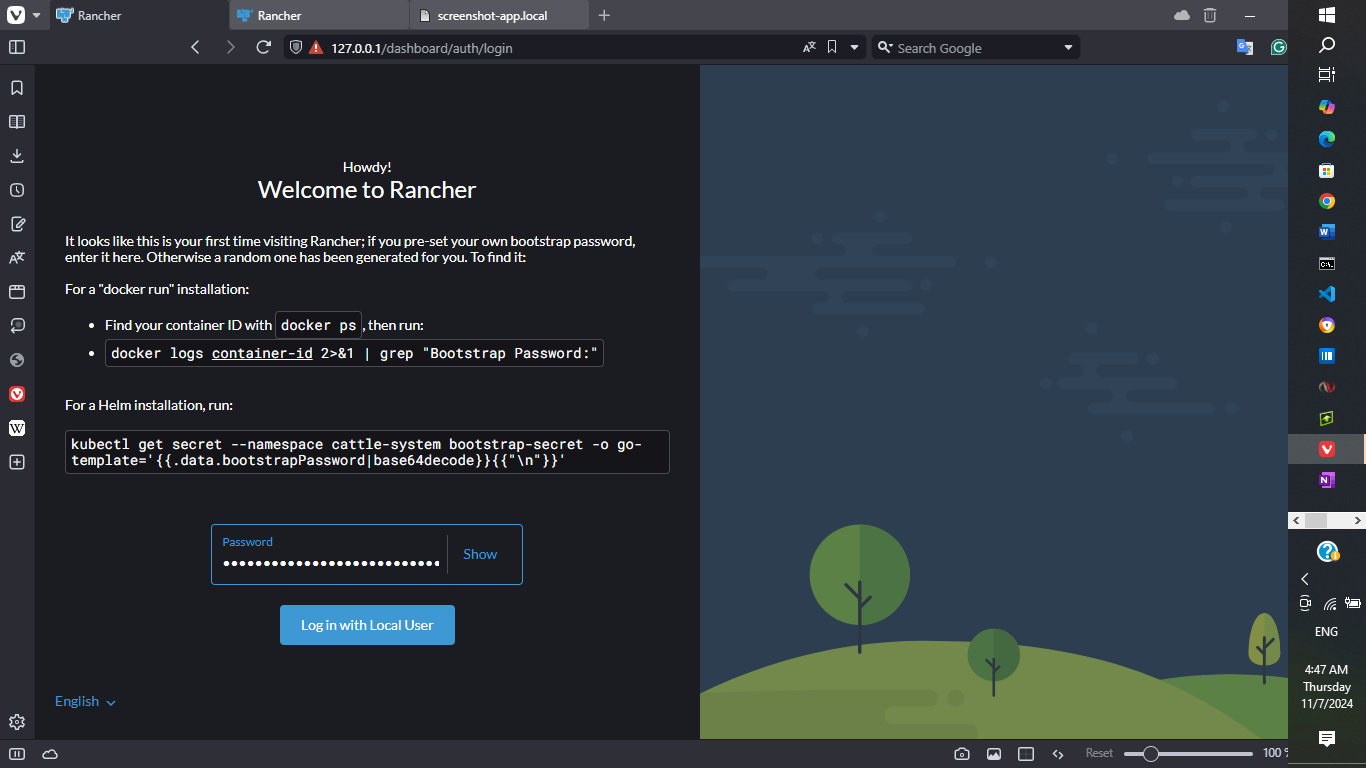 Rancher
Rancher
screenshot-app.local
127.0.0.1/dashboard/auth/login
Search Google
Howdy!
Welcome to Rancher
It looks like this is your first time visiting Rancher; if you pre-set your own bootstrap password,
enter it here. Otherwise a random one has been generated for you. To find it:
For a "docker run" installation:
Find your container ID with docker ps, then run:
docker logs container-id 2>&1 | grep "Bootstrap Password:"
For a Helm installation, run:
kubectl get secret --namespace cattle-system bootstrap-secret -o go-
template='{{.data.bootstrapPassword|base64decode}}{{"\n"}}'
Password
Show
Log in with Local User
English
Reset
100 %
ENG
4:47 AM
Thursday
11/7/2024